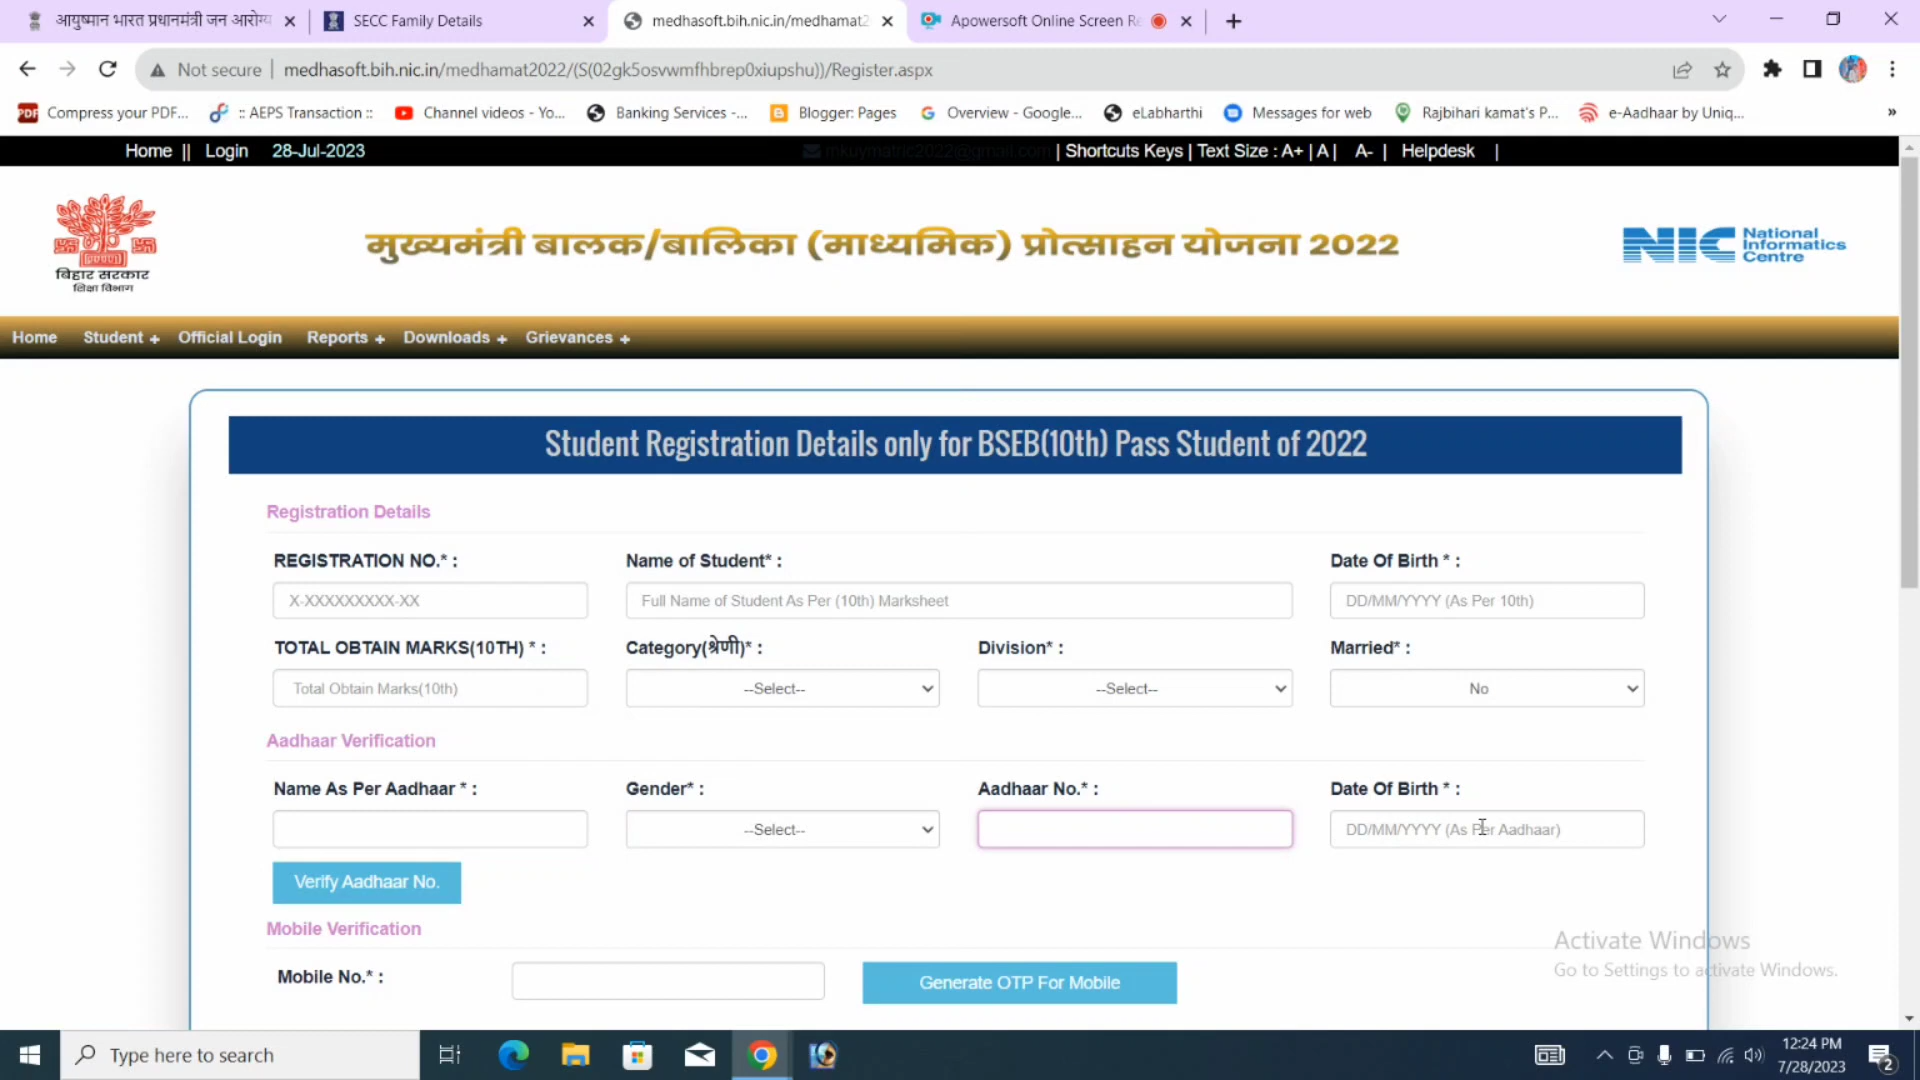 आयुष्मान भारत प्रधानमंत्री जन आरोग्य
SECC Family Details
medhasoft.bih.nic.in/medhamat2
Apowersoft Online Screen Re
Not secure
medhasoft.bih.nic.in/medhamat2022/(S(02gk5osvwmfhbrep0xiupshu))/Register.aspx
Compress your PDF...
:: AEPS Transaction ::
Channel videos - Yo...
Banking Services -...
Blogger: Pages
Overview - Google...
eLabharthi
Messages for web
Rajbihari kamat's P...
e-Aadhaar by Uniq...
»
Home || Login 28-Jul-2023
mkuymatric2022@gmail.com | Shortcuts Keys | Text Size : A+ | A | A- | Helpdesk |
बिहार सरकार
शिक्षा विभाग
मुख्यमंत्री बालक/बालिका (माध्यमिक) प्रोत्साहन योजना 2022
NIC National Informatics Centre
Home Student + Official Login Reports + Downloads + Grievances +
Student Registration Details only for BSEB(10th) Pass Student of 2022
Registration Details
REGISTRATION NO.* : Name of Student* : Date Of Birth * :
X-XXXXXXXXX-XX Full Name of Student As Per (10th) Marksheet DD/MM/YYYY (As Per 10th)
TOTAL OBTAIN MARKS(10TH) * : Category(श्रेणी)* : Division* : Married* :
Total Obtain Marks(10th) --Select-- --Select-- No
Aadhaar Verification
Name As Per Aadhaar * : Gender* : Aadhaar No.* : Date Of Birth * :
--Select-- DD/MM/YYYY (As Per Aadhaar)
Verify Aadhaar No.
Mobile Verification
Mobile No.* : Generate OTP For Mobile
Activate Windows
Go to Settings to activate Windows.
Type here to search
12:24 PM
7/28/2023
2